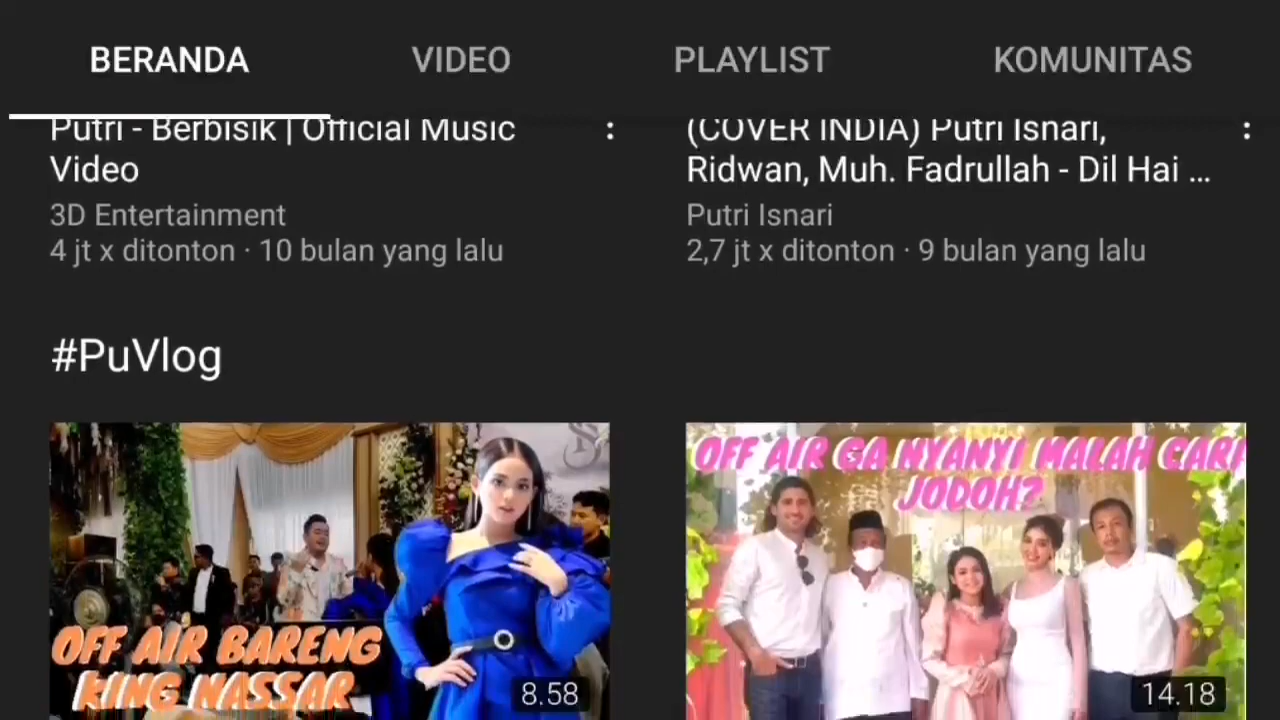 BERANDA VIDEO PLAYLIST KOMUNITAS
Putri - Berbisik | Official Music
Video
3D Entertainment
4 jt x ditonton · 10 bulan yang lalu
(COVER INDIA) Putri Isnari,
Ridwan, Muh. Fadrullah - Dil Hai ...
Putri Isnari
2,7 jt x ditonton · 9 bulan yang lalu
#PuVlog
OFF AIR BARENG
KING NASSAR
8.58
OFF AIR GA NYANYI MALAH CARI
JODOH?
14.18